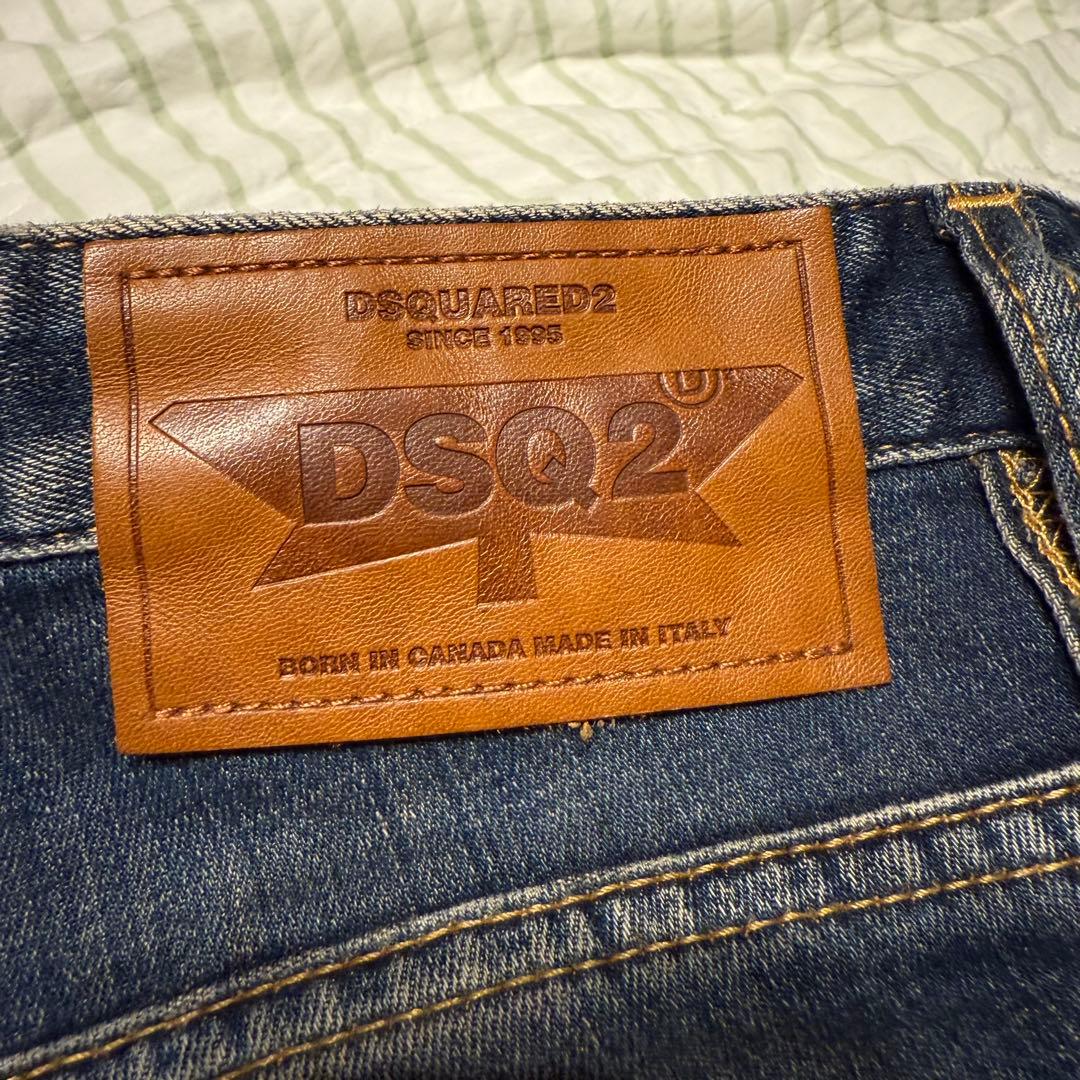 DSQUARED2
SINCE 1995
D
DSQ2
BORN IN CANADA MADE IN ITALY